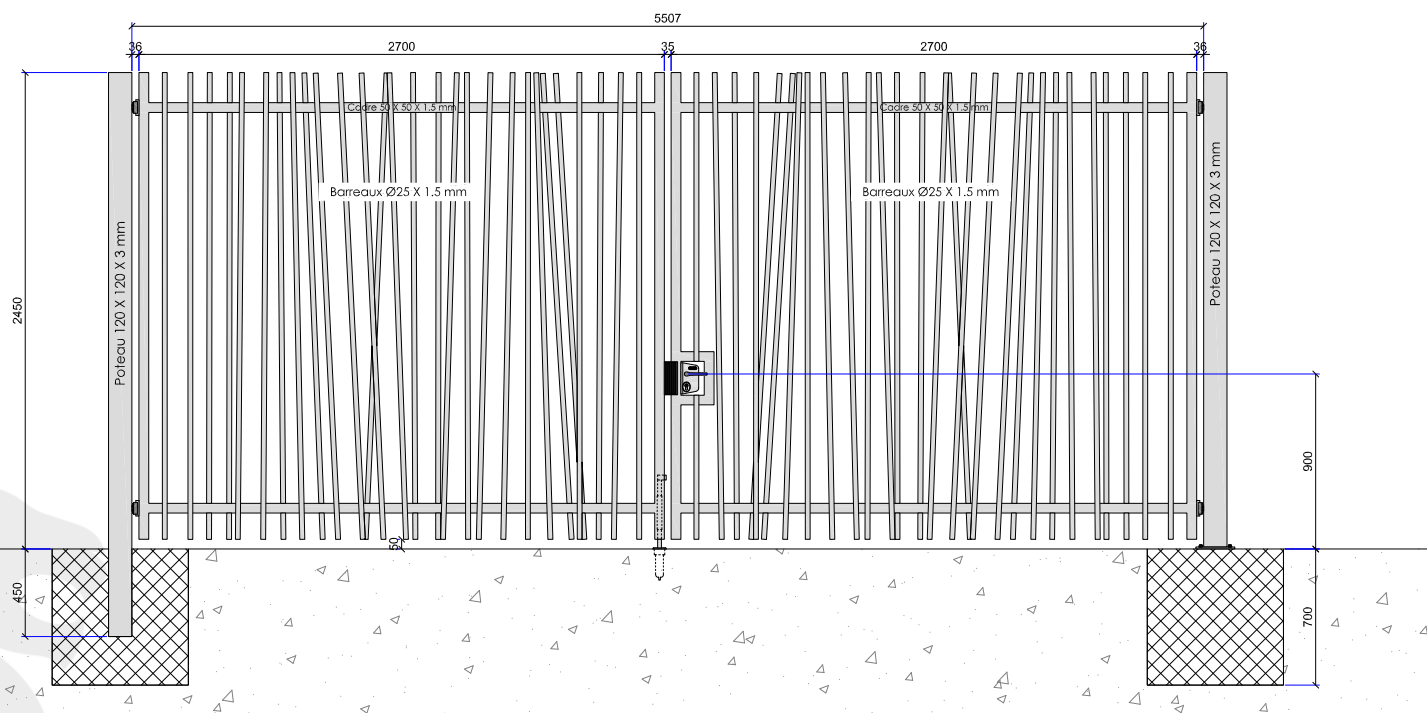 5507
36
2700
35
2700
36
Cadre 50 X 50 X 1.5 mm
Cadre 50 X 50 X 1.5 mm
Barreaux Ø25 X 1.5 mm
Barreaux Ø25 X 1.5 mm
Poteau 120 X 120 X 3 mm
Poteau 120 X 120 X 3 mm
2450
900
50
450
700